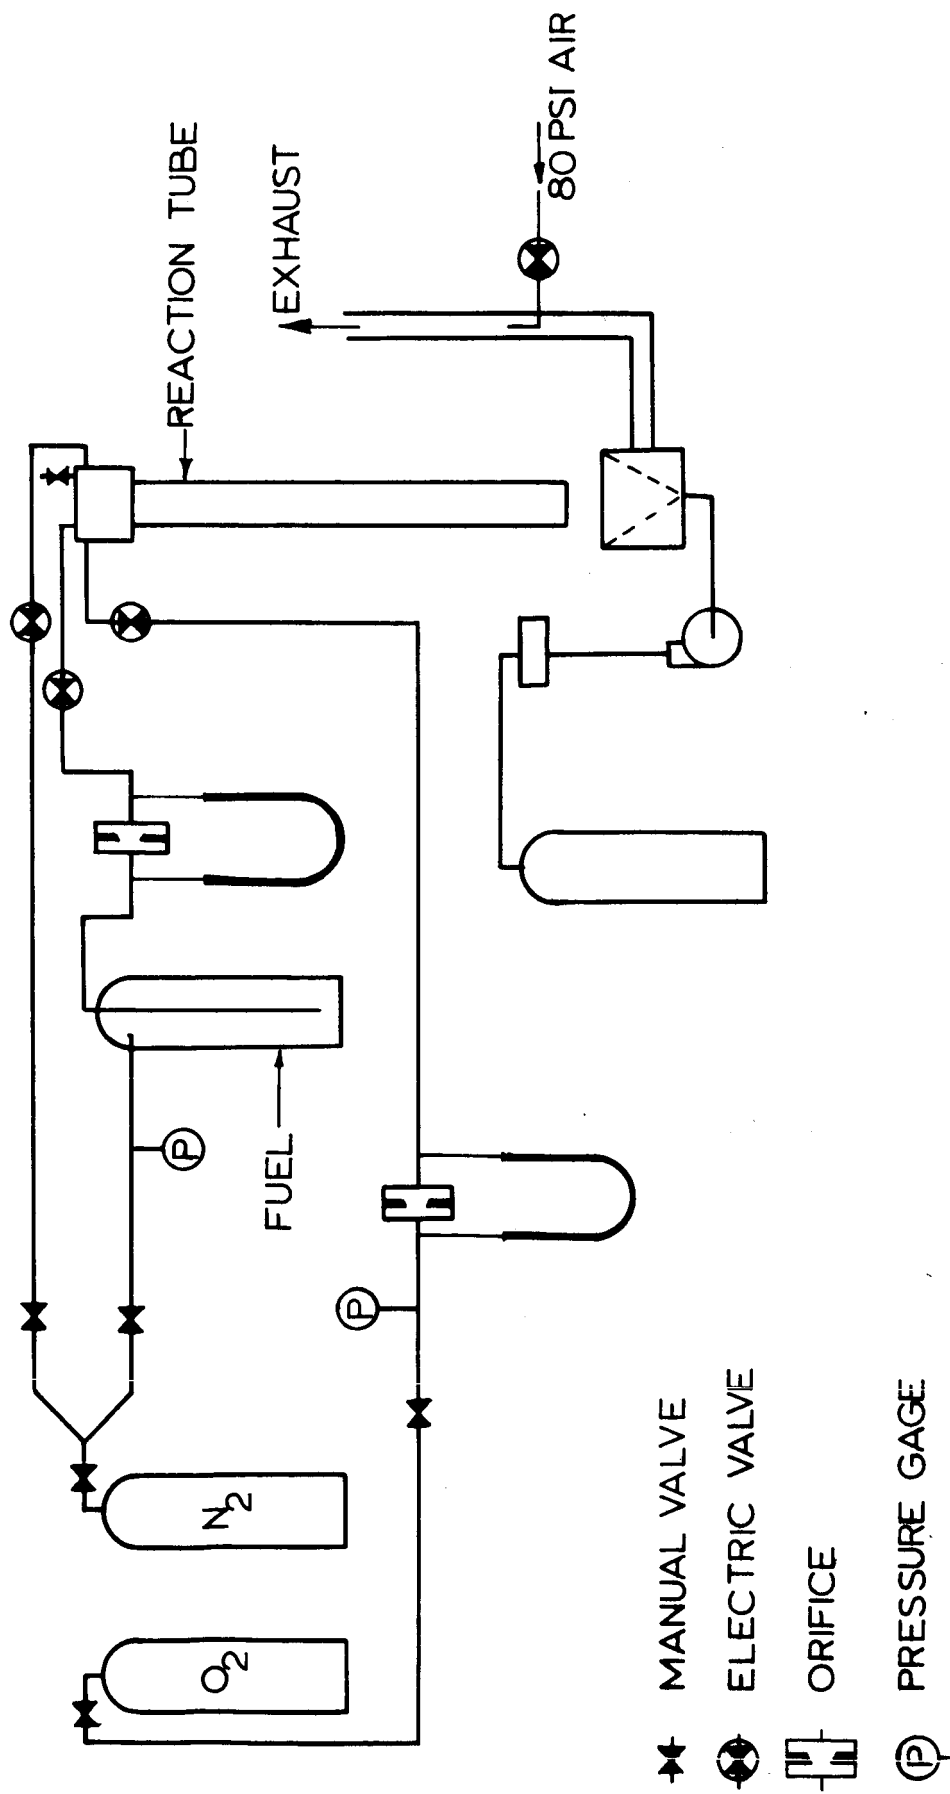 REACTION TUBE
EXHAUST
80 PSI AIR
FUEL
P
P
N2
O2
MANUAL VALVE
ELECTRIC VALVE
ORIFICE
P PRESSURE GAGE